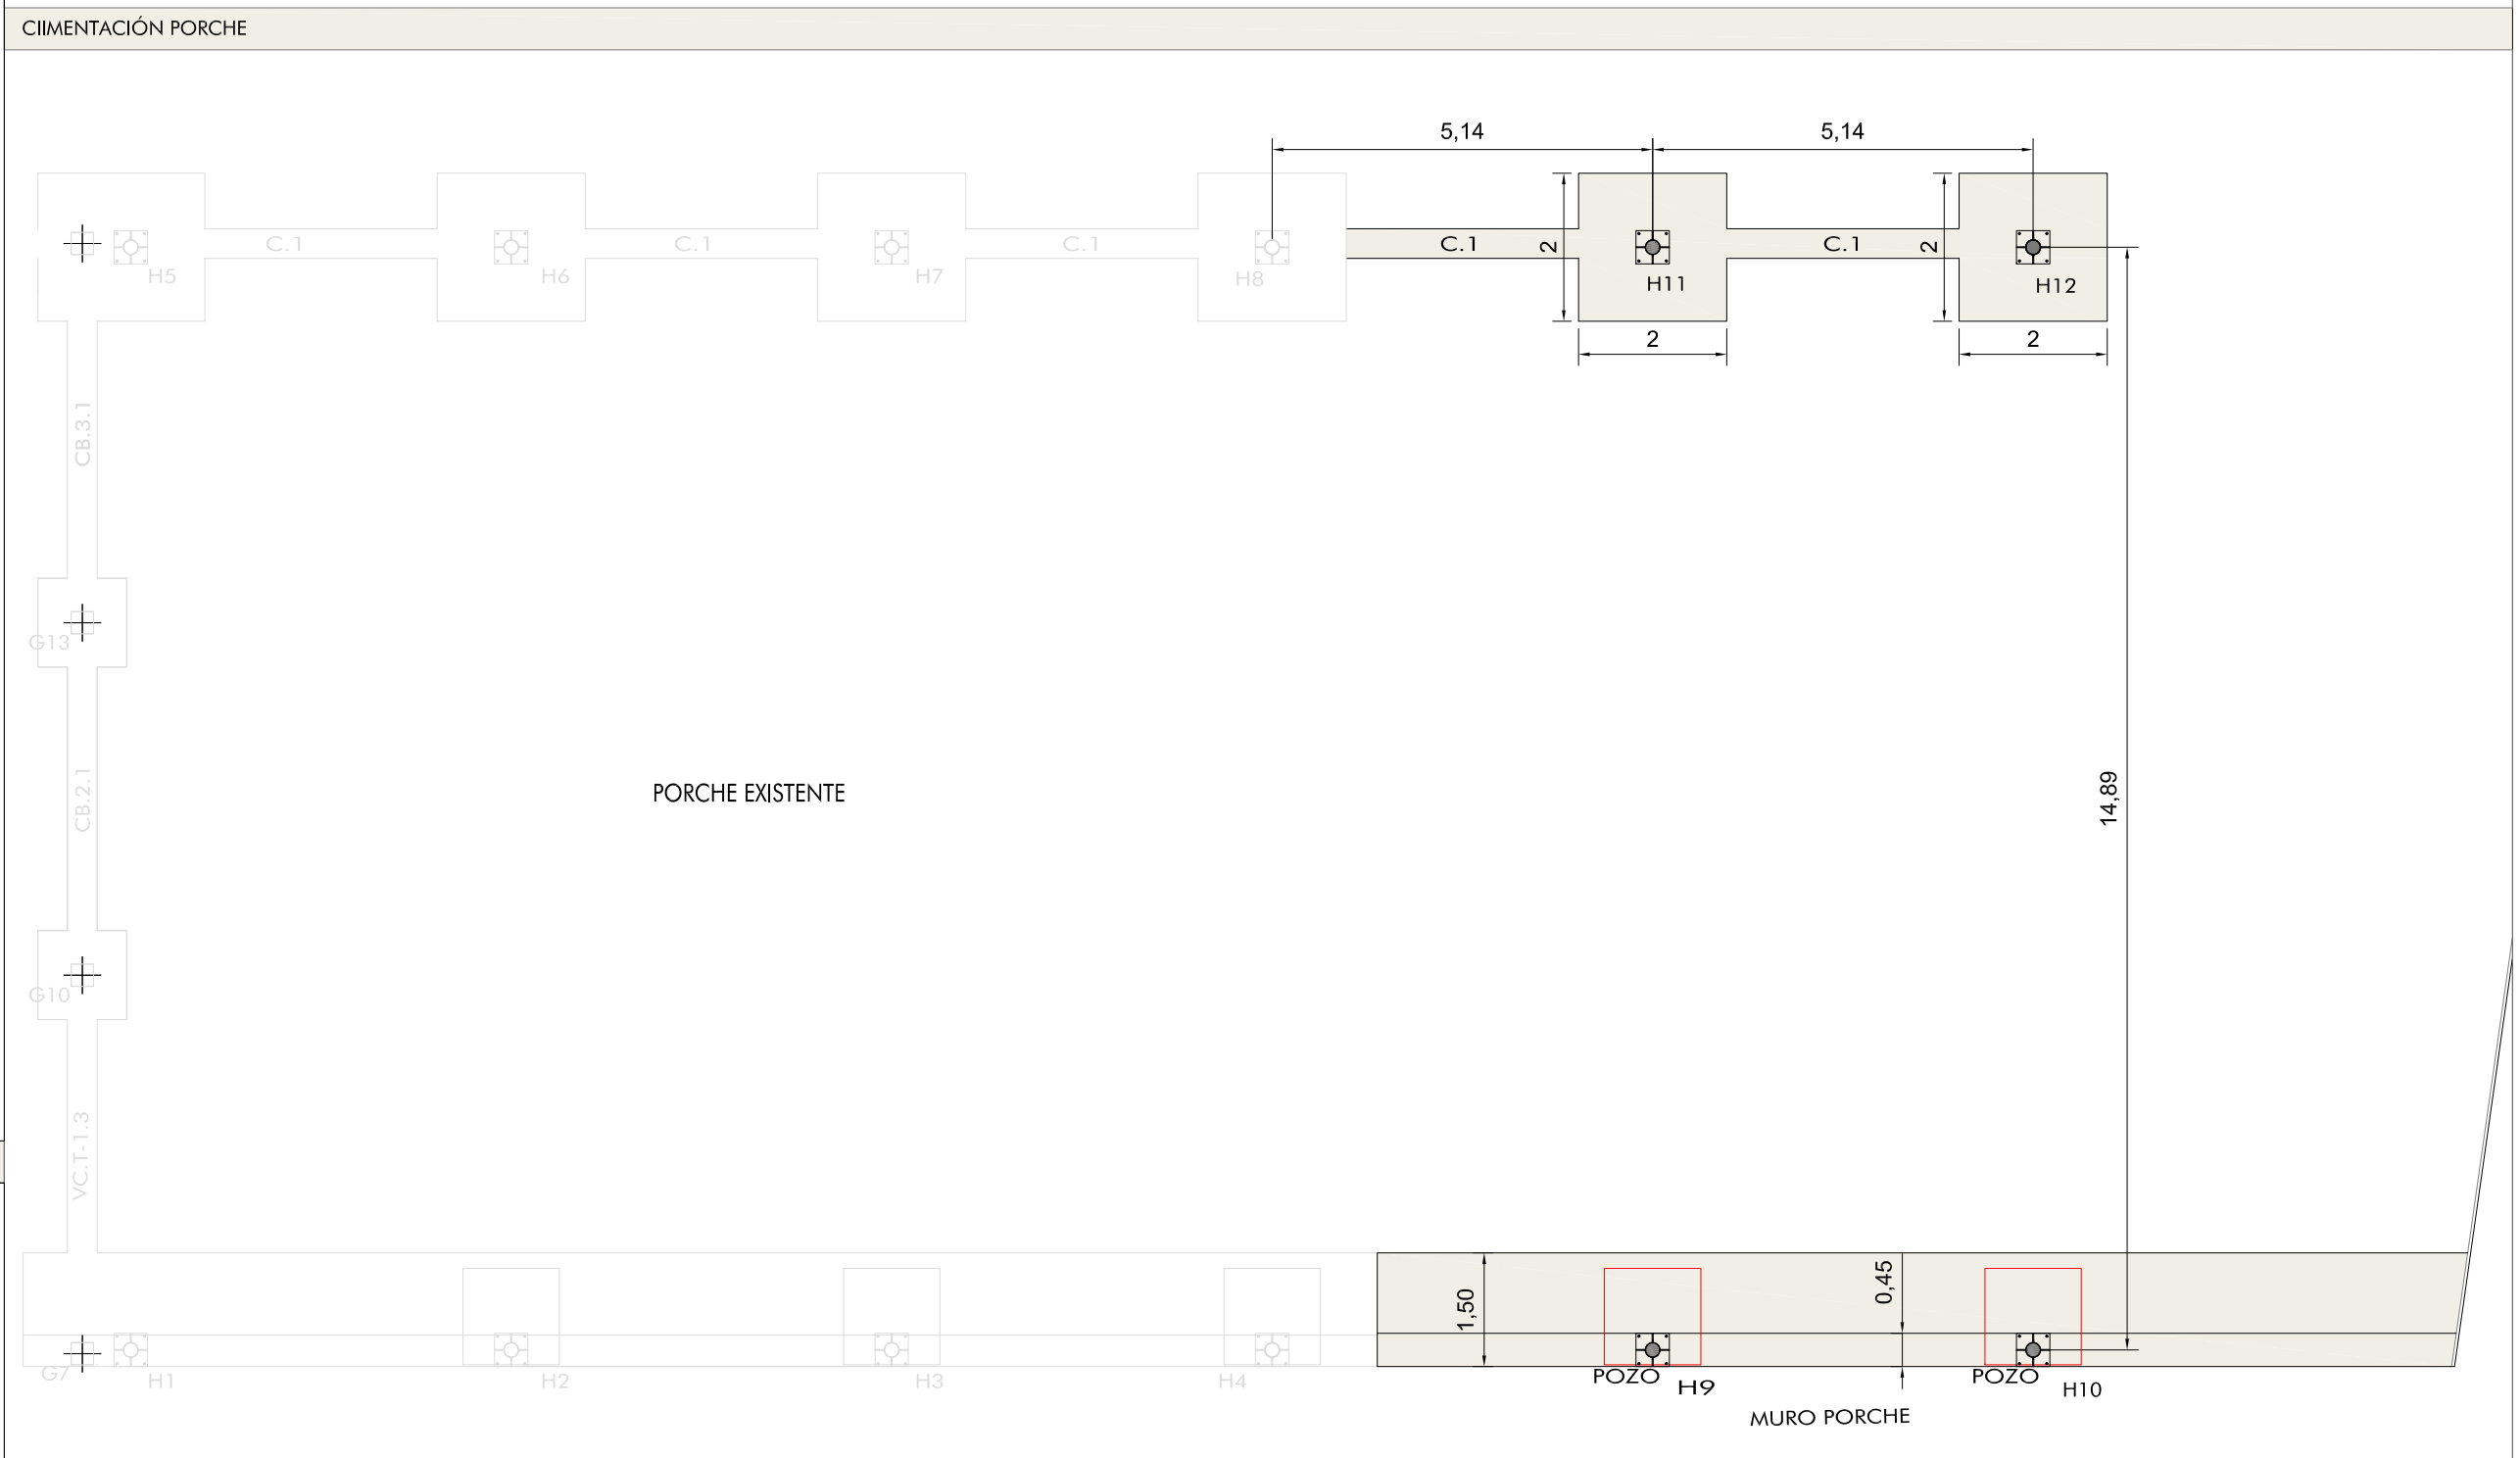 CIIMENTACIÓN PORCHE
5,14
5,14
C.1
C.1
C.1
C.1
2
C.1
2
H5
H6
H7
H8
H11
H12
2
2
CB.3.1
G13
CB.2.1
PORCHE EXISTENTE
14,89
G10
VC.T-1.3
1,50
0,45
G7
H1
H2
H3
H4
POZO
H9
POZO
H10
MURO PORCHE